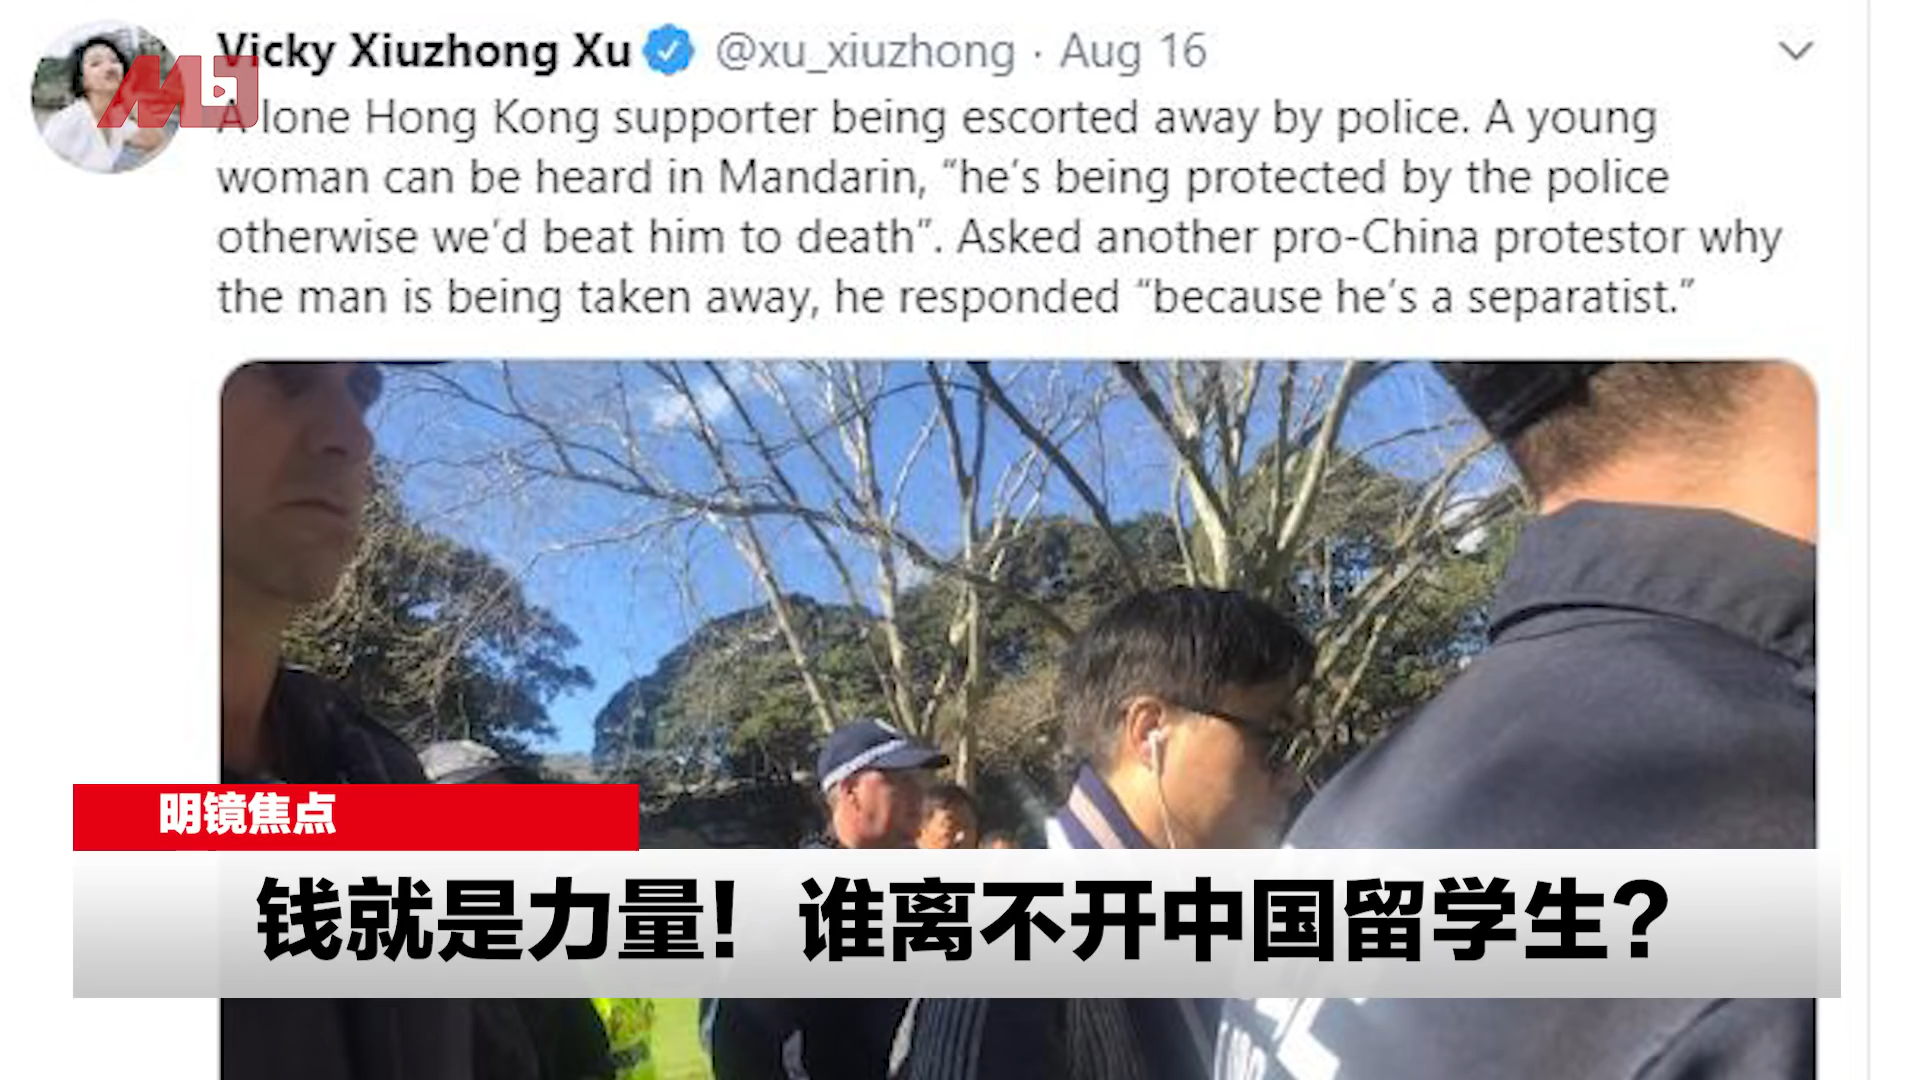 Vicky Xiuzhong Xu @xu_xiuzhong · Aug 16
A lone Hong Kong supporter being escorted away by police. A young
woman can be heard in Mandarin, “he’s being protected by the police
otherwise we’d beat him to death”. Asked another pro-China protestor why
the man is being taken away, he responded “because he’s a separatist.”
明镜焦点
钱就是力量！谁离不开中国留学生？